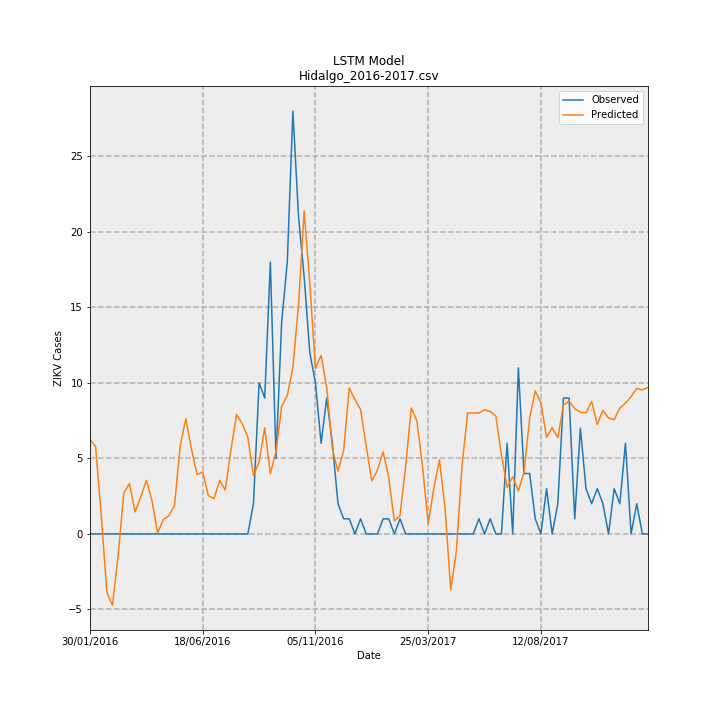 LSTM Model
Hidalgo_2016-2017.csv
Observed
Predicted
ZIKV Cases
25
20
15
10
5
0
−5
30/01/2016
18/06/2016
05/11/2016
25/03/2017
12/08/2017
Date